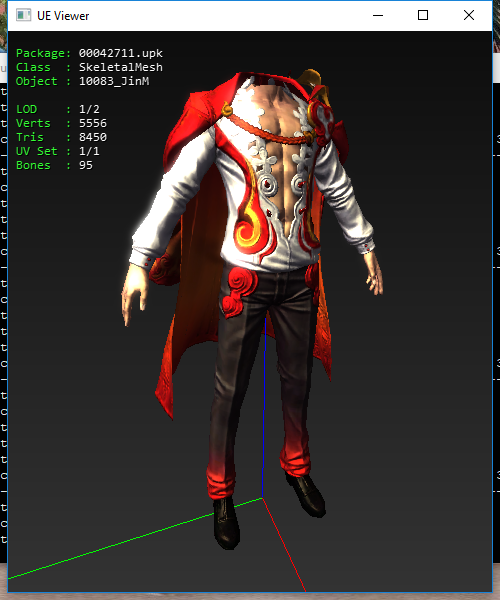 UE Viewer
Package: 00042711.upk
Class : SkeletalMesh
Object : 10083_JinM
LOD : 1/2
Verts : 5556
Tris : 8450
UV Set : 1/1
Bones : 95